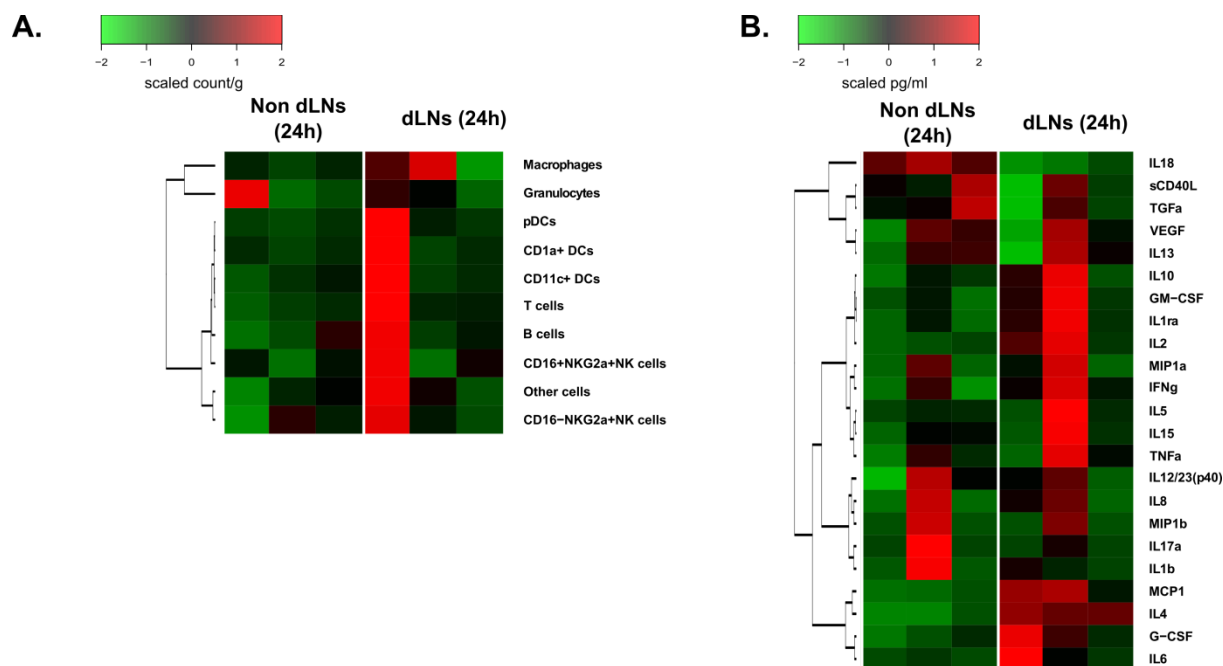 A.
−2 −1 0 1 2
scaled count/g
Non dLNs
(24h)
dLNs (24h)
Macrophages
Granulocytes
pDCs
CD1a+ DCs
CD11c+ DCs
T cells
B cells
CD16+NKG2a+NK cells
Other cells
CD16−NKG2a+NK cells
B.
−2 −1 0 1 2
scaled pg/ml
Non dLNs
(24h)
dLNs (24h)
IL18
sCD40L
TGFa
VEGF
IL13
IL10
GM−CSF
IL1ra
IL2
MIP1a
IFNg
IL5
IL15
TNFa
IL12/23(p40)
IL8
MIP1b
IL17a
IL1b
MCP1
IL4
G−CSF
IL6